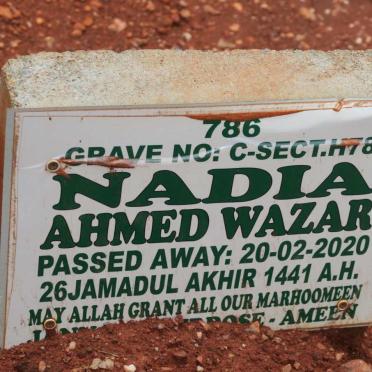 786
GRAVE NO: C-SECT.H78
NADIA
AHMED WAZAR
PASSED AWAY: 20-02-2020
26JAMADUL AKHIR 1441 A.H.
MAY ALLAH GRANT ALL OUR MARHOOMEEN
- AMEEN